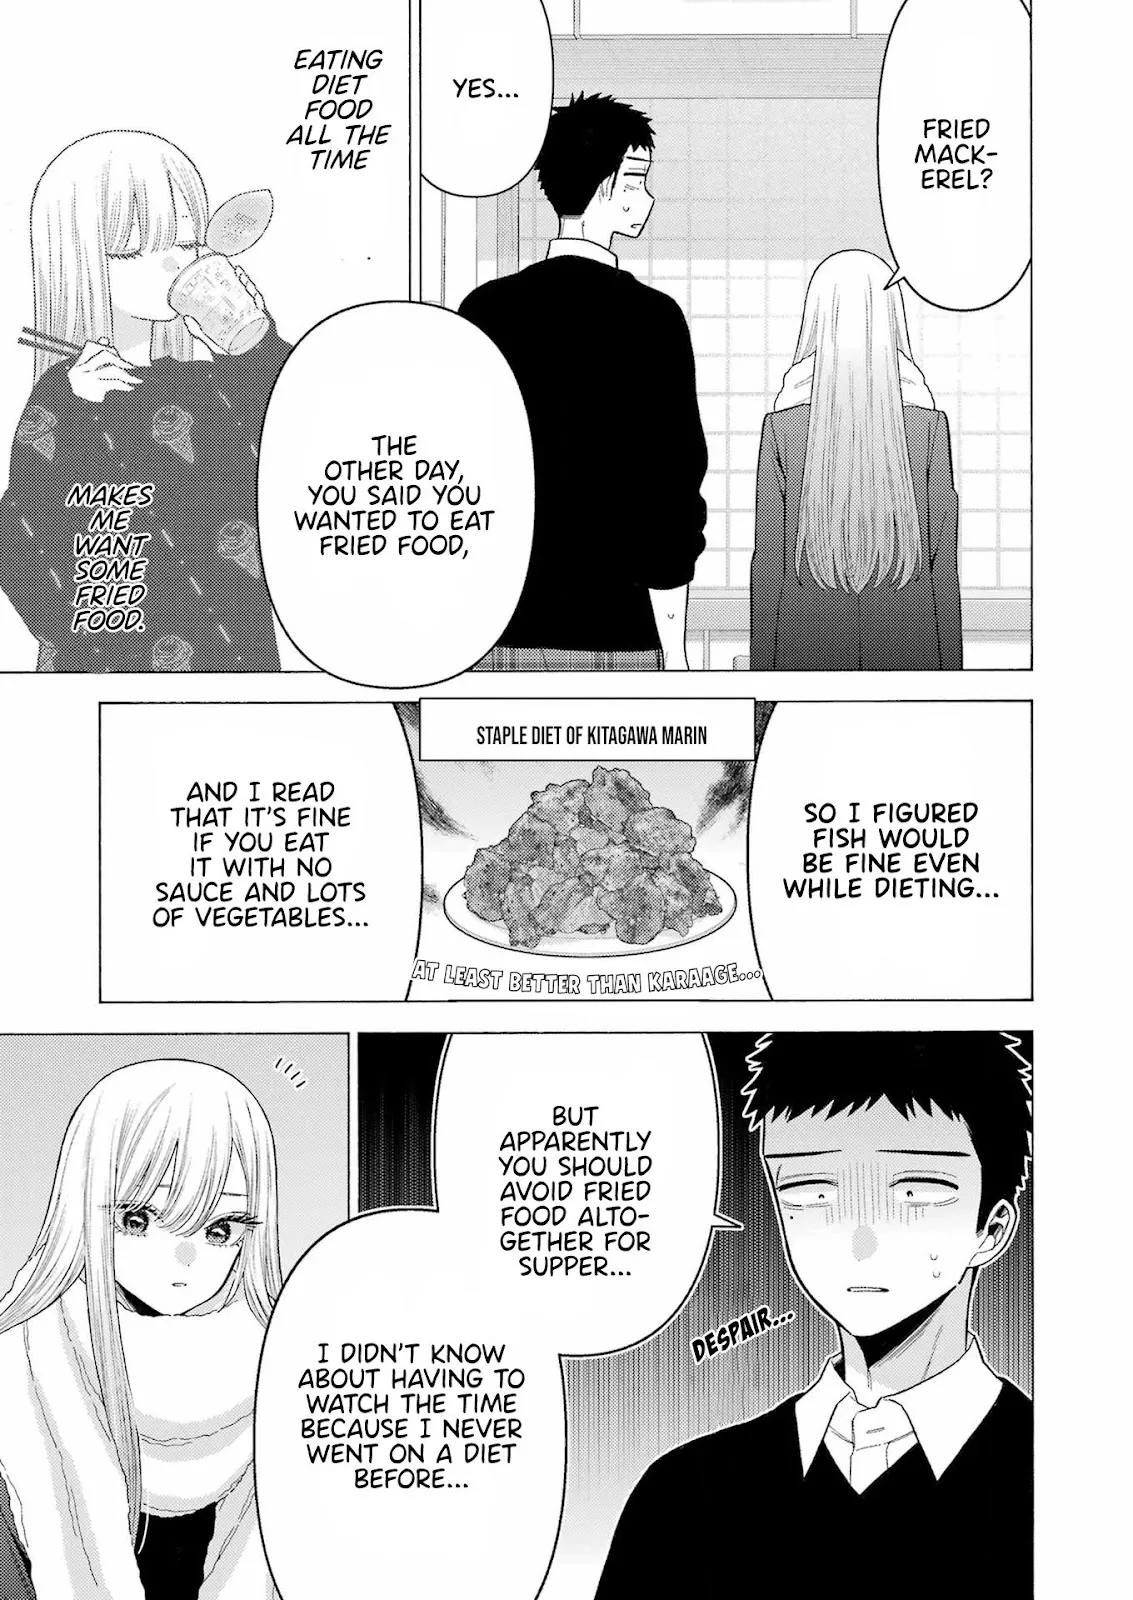 FRIED
MACK-
EREL?
YES...
THE
OTHER DAY,
YOU SAID YOU
WANTED TO EAT
FRIED FOOD,
EATING
DIET
FOOD
ALL THE
TIME
MAKES
ME
WANT
SOME
FRIED
FOOD.
SO I FIGURED
FISH WOULD
BE FINE EVEN
WHILE DIETING...
STAPLE DIET OF KITAGAWA MARIN
AT LEAST BETTER THAN KARAAGE...
AND I READ
THAT IT'S FINE
IF YOU EAT
IT WITH NO
SAUCE AND LOTS
OF VEGETABLES...
BUT
APPARENTLY
YOU SHOULD
AVOID FRIED
FOOD ALTO-
GETHER FOR
SUPPER...
DESPAIR...
I DIDN'T KNOW
ABOUT HAVING TO
WATCH THE TIME
BECAUSE I NEVER
WENT ON A DIET
BEFORE...